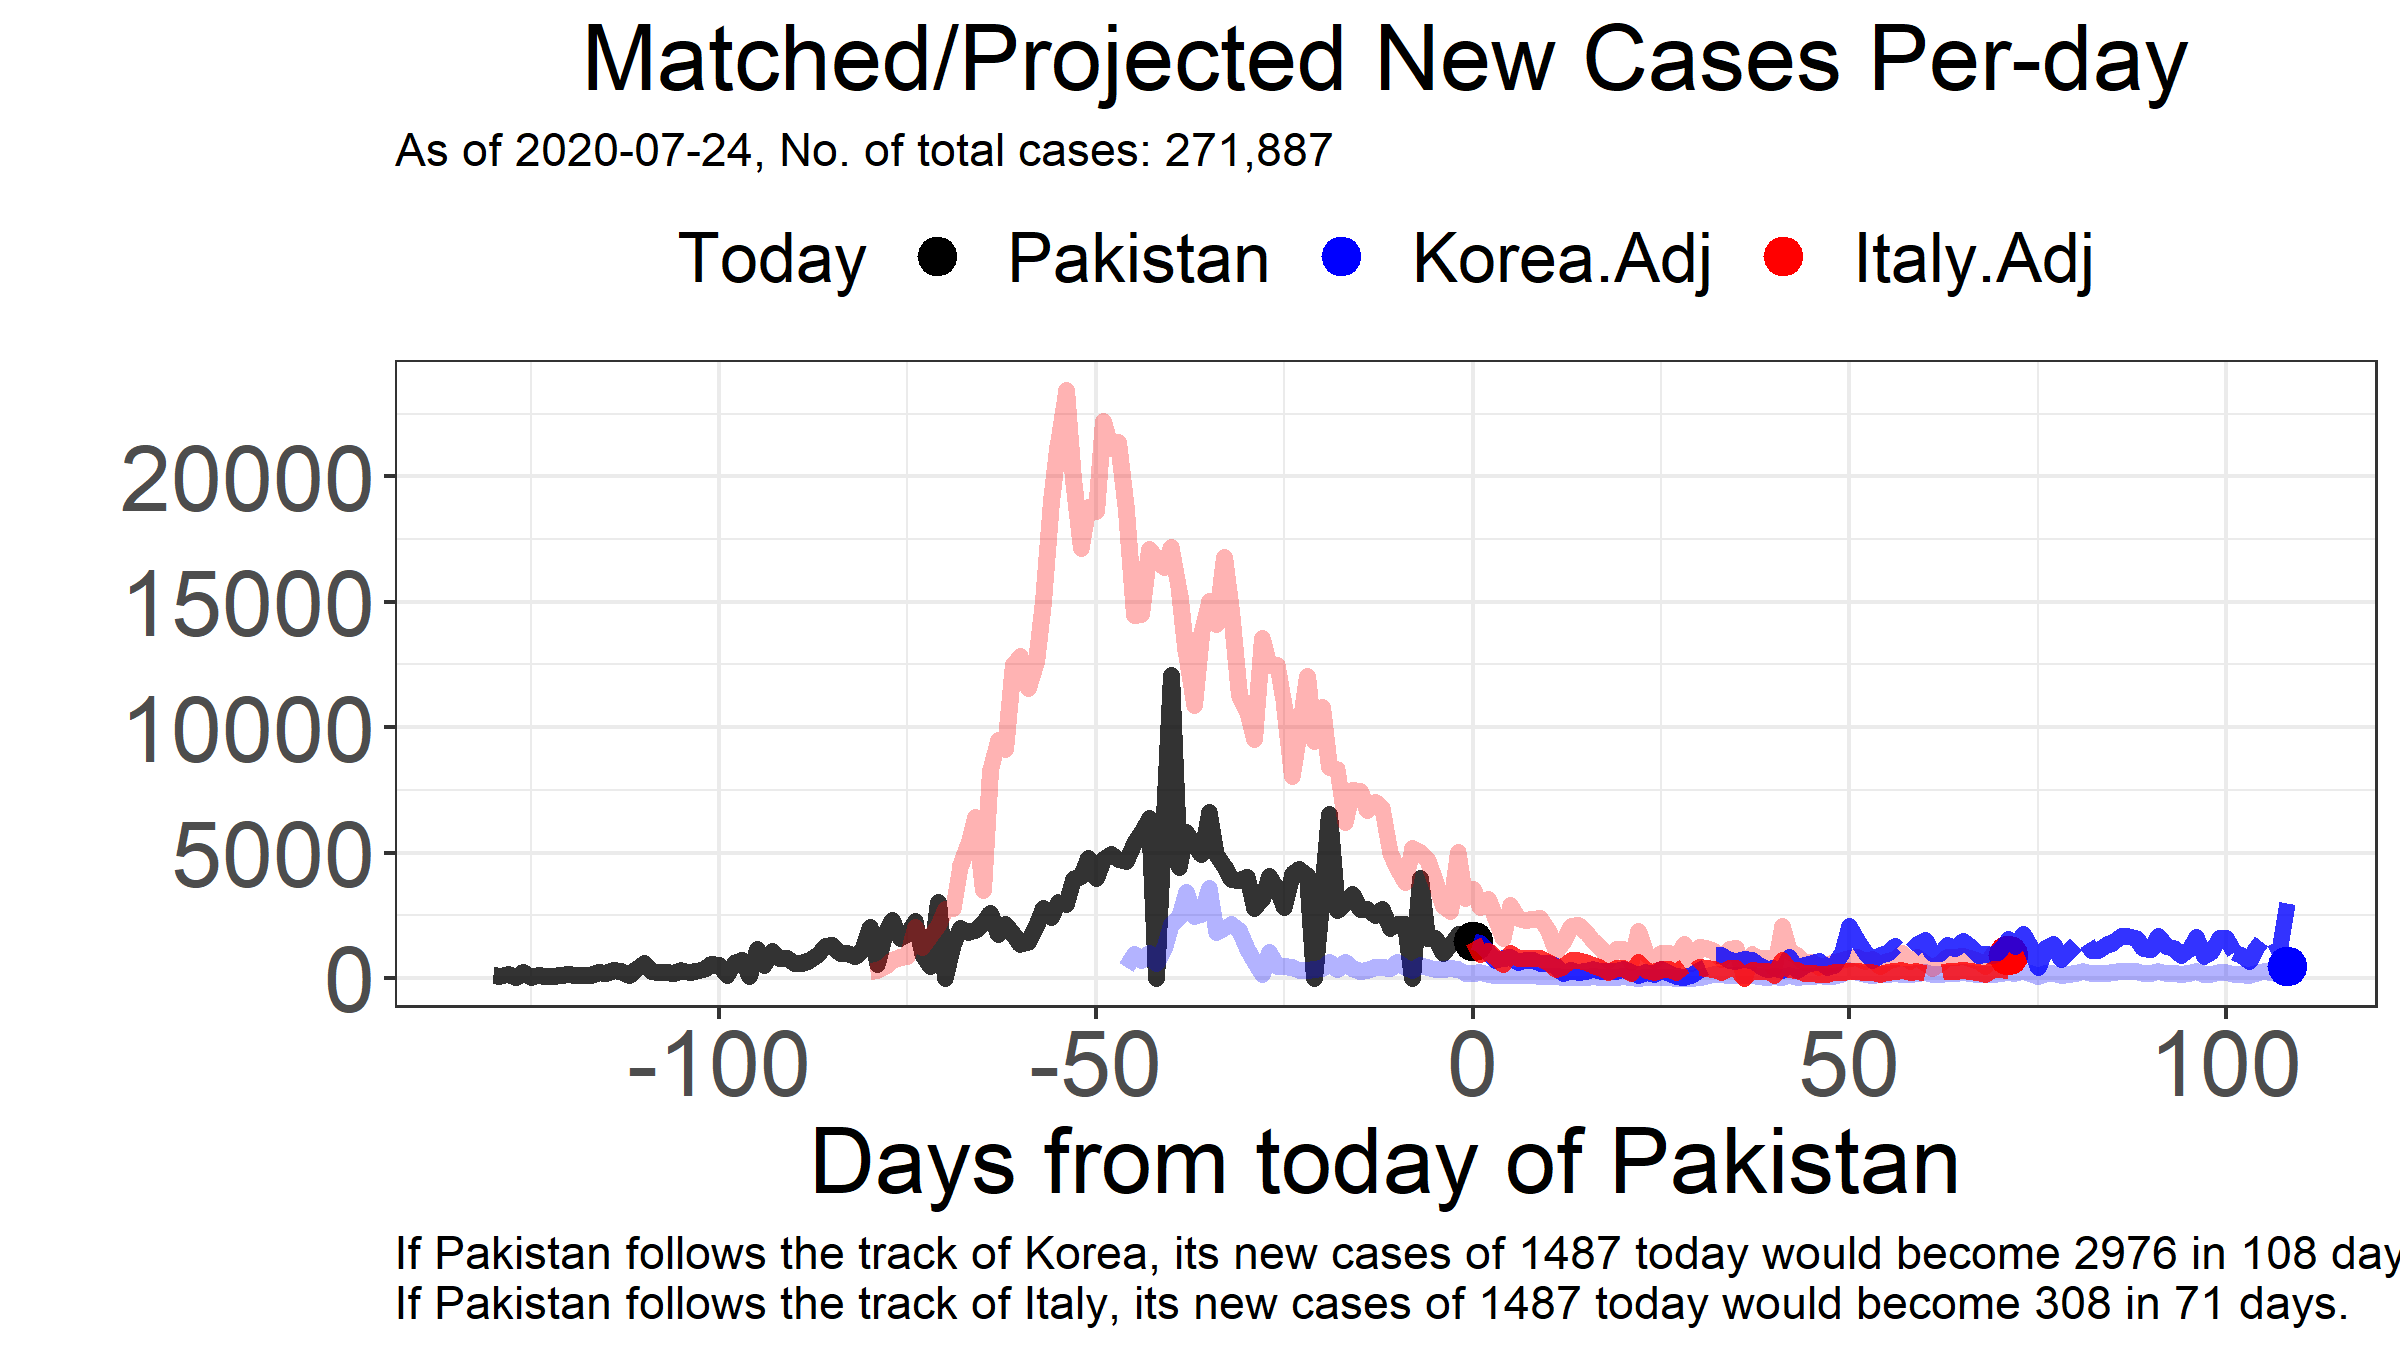 Matched/Projected New Cases Per-day
As of 2020-07-24, No. of total cases: 271,887
Today Pakistan Korea.Adj Italy.Adj
20000
15000
10000
5000
0
-100 -50 0 50 100
Days from today of Pakistan
If Pakistan follows the track of Korea, its new cases of 1487 today would become 2976 in 108 day
If Pakistan follows the track of Italy, its new cases of 1487 today would become 308 in 71 days.